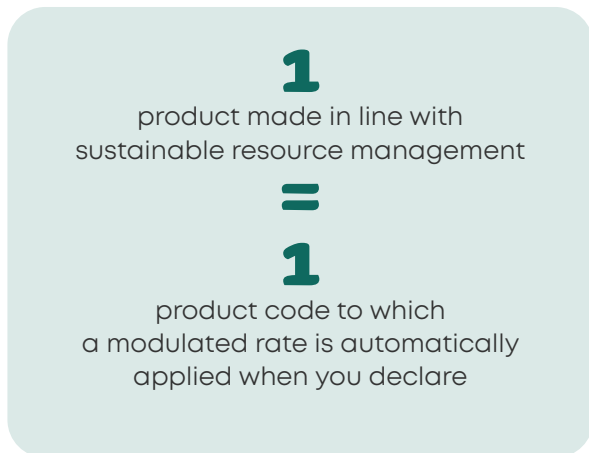 1
product made in line with
sustainable resource management
=
1
product code to which
a modulated rate is automatically
applied when you declare